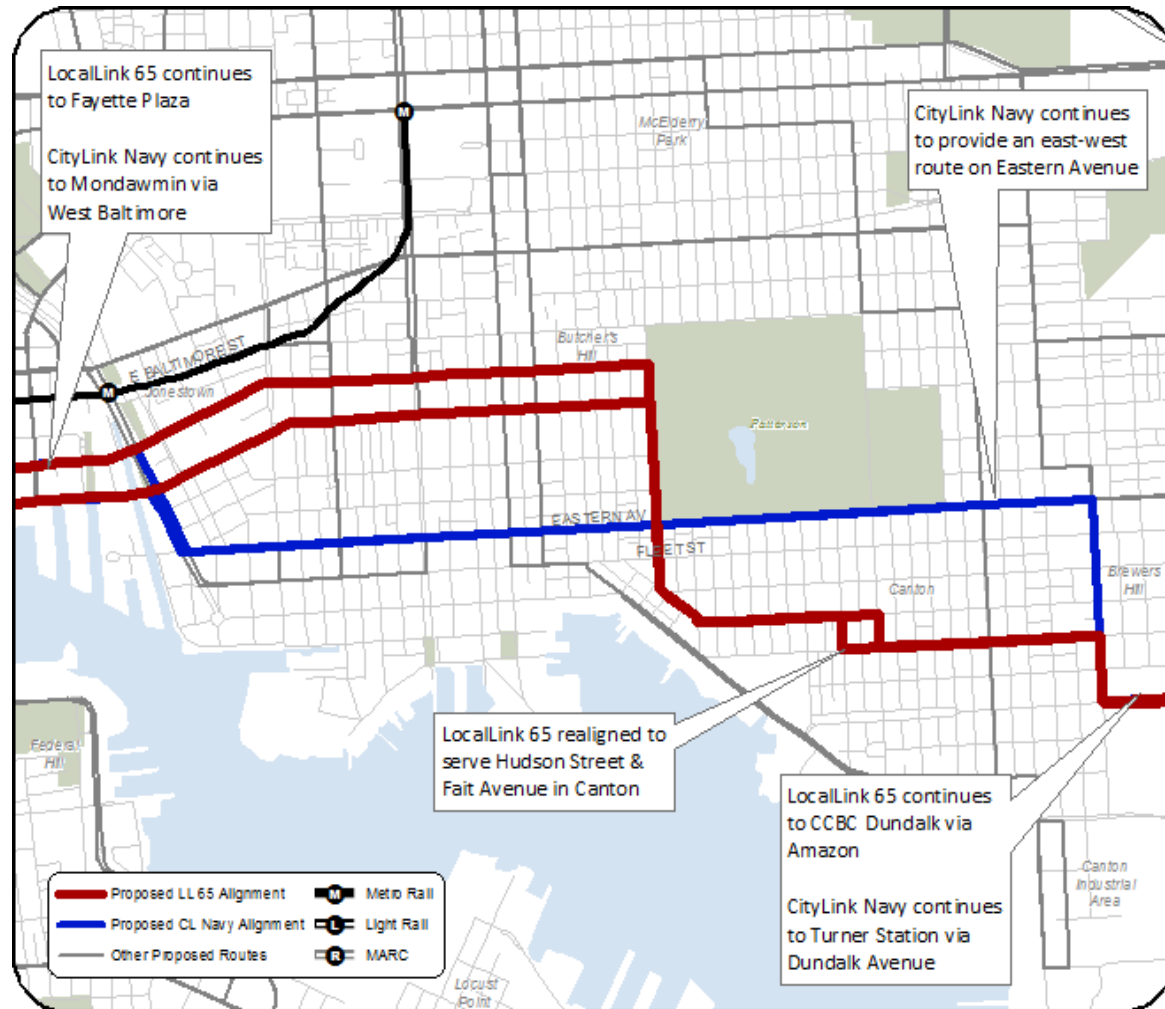 LocalLink 65 continues
to Fayette Plaza
CityLink Navy continues
to Mondawmin via
West Baltimore
M
McElderry
Park
CityLink Navy continues
to provide an east-west
route on Eastern Avenue
Butcher's
Hill
E BALTIMORE ST
M
Jonestown
Patterson
EASTERN AV
FLEET ST
Canton
Brewers
Hill
LocalLink 65 realigned to
serve Hudson Street &
Fait Avenue in Canton
Federal
Hill
LocalLink 65 continues
to CCBC Dundalk via
Amazon
CityLink Navy continues
to Turner Station via
Dundalk Avenue
Canton
Industrial
Area
Proposed LL 65 Alignment M Metro Rail
Proposed CL Navy Alignment L Light Rail
Other Proposed Routes R MARC
Locust
Point